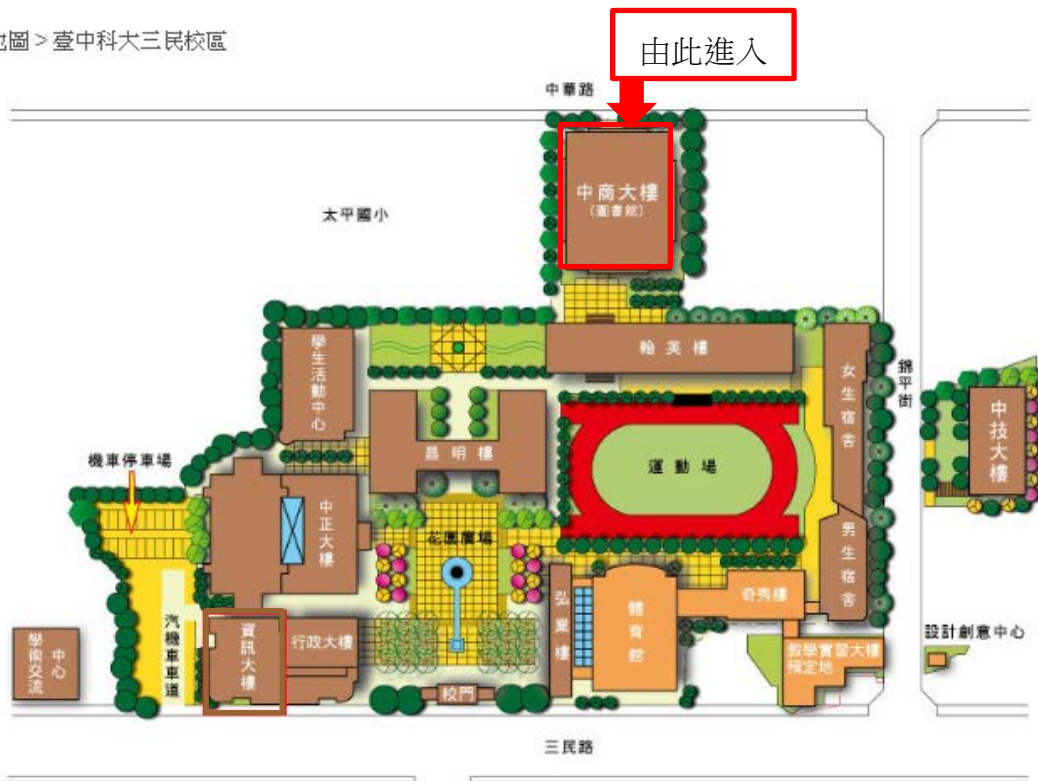 地圖 > 臺中科大三民校區
由此進入
中華路
中商大樓
(圖書館)
太平國小
翰英樓
學生活動中心
女生宿舍
錦平街
中技大樓
昌明樓
運動場
機車停車場
中正大樓
花園廣場
男生宿舍
弘業樓
體育館
奇秀樓
汽機車車道
資訊大樓
行政大樓
設計創意中心
學術交流
中心
教學實習大樓
預定地
校門
三民路